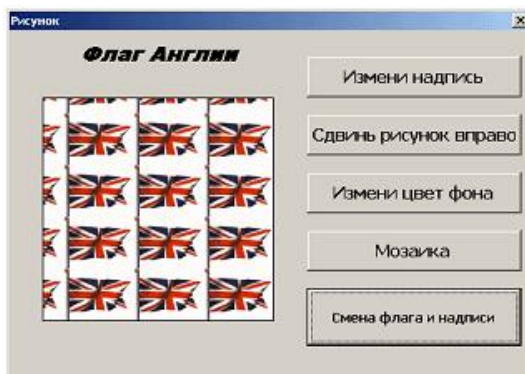 Рисунок
Флаг Англии
Измени надпись
Сдвинь рисунок вправо
Измени цвет фона
Мозаика
Смена флага и надписи